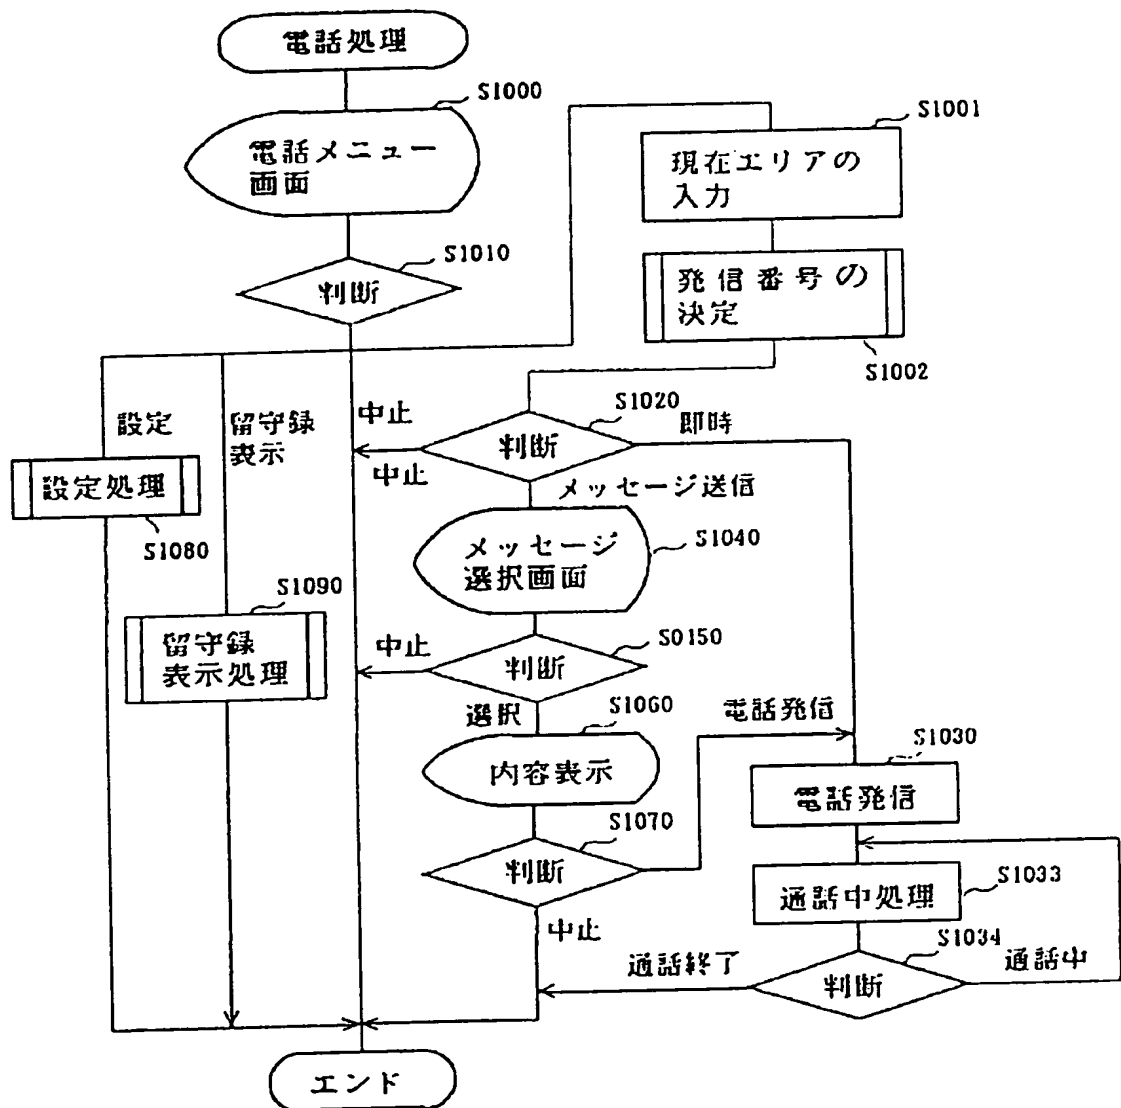 電話処理
S1000
電話メニュー
画面
S1001
現在エリアの
入力
S1010
判断
発信番号の
決定
S1002
設定
留守録
表示
中止
S1020
判断
即時
中止
メッセージ送信
設定処理
S1080
メッセージ
選択画面
S1040
S1090
留守録
表示処理
中止
S0150
判断
選択
S1060
電話発信
内容表示
S1030
電話発信
S1070
判断
通話中処理
S1033
中止
S1034
通話終了
判断
通話中
エンド